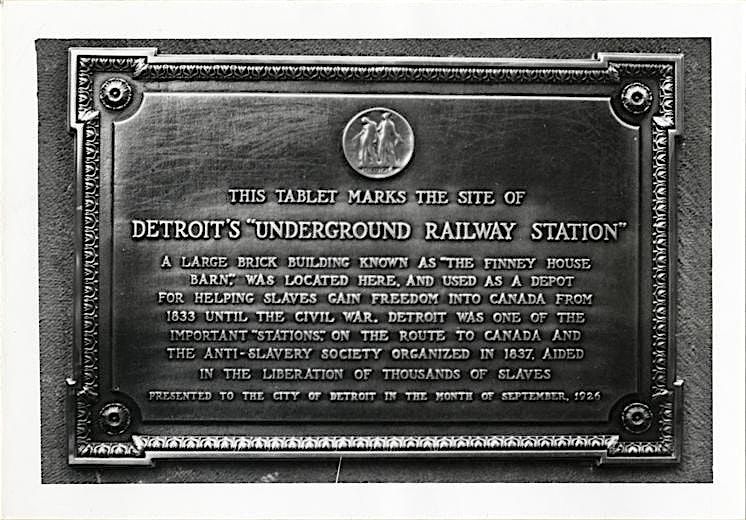 THIS TABLET MARKS THE SITE OF
DETROIT'S "UNDERGROUND RAILWAY STATION"
A LARGE BRICK BUILDING KNOWN AS "THE FINNEY HOUSE
BARN," WAS LOCATED HERE, AND USED AS A DEPOT
FOR HELPING SLAVES GAIN FREEDOM INTO CANADA FROM
1833 UNTIL THE CIVIL WAR. DETROIT WAS ONE OF THE
IMPORTANT "STATIONS," ON THE ROUTE TO CANADA AND
THE ANTI-SLAVERY SOCIETY ORGANIZED IN 1837, AIDED
IN THE LIBERATION OF THOUSANDS OF SLAVES
PRESENTED TO THE CITY OF DETROIT IN THE MONTH OF SEPTEMBER, 1926